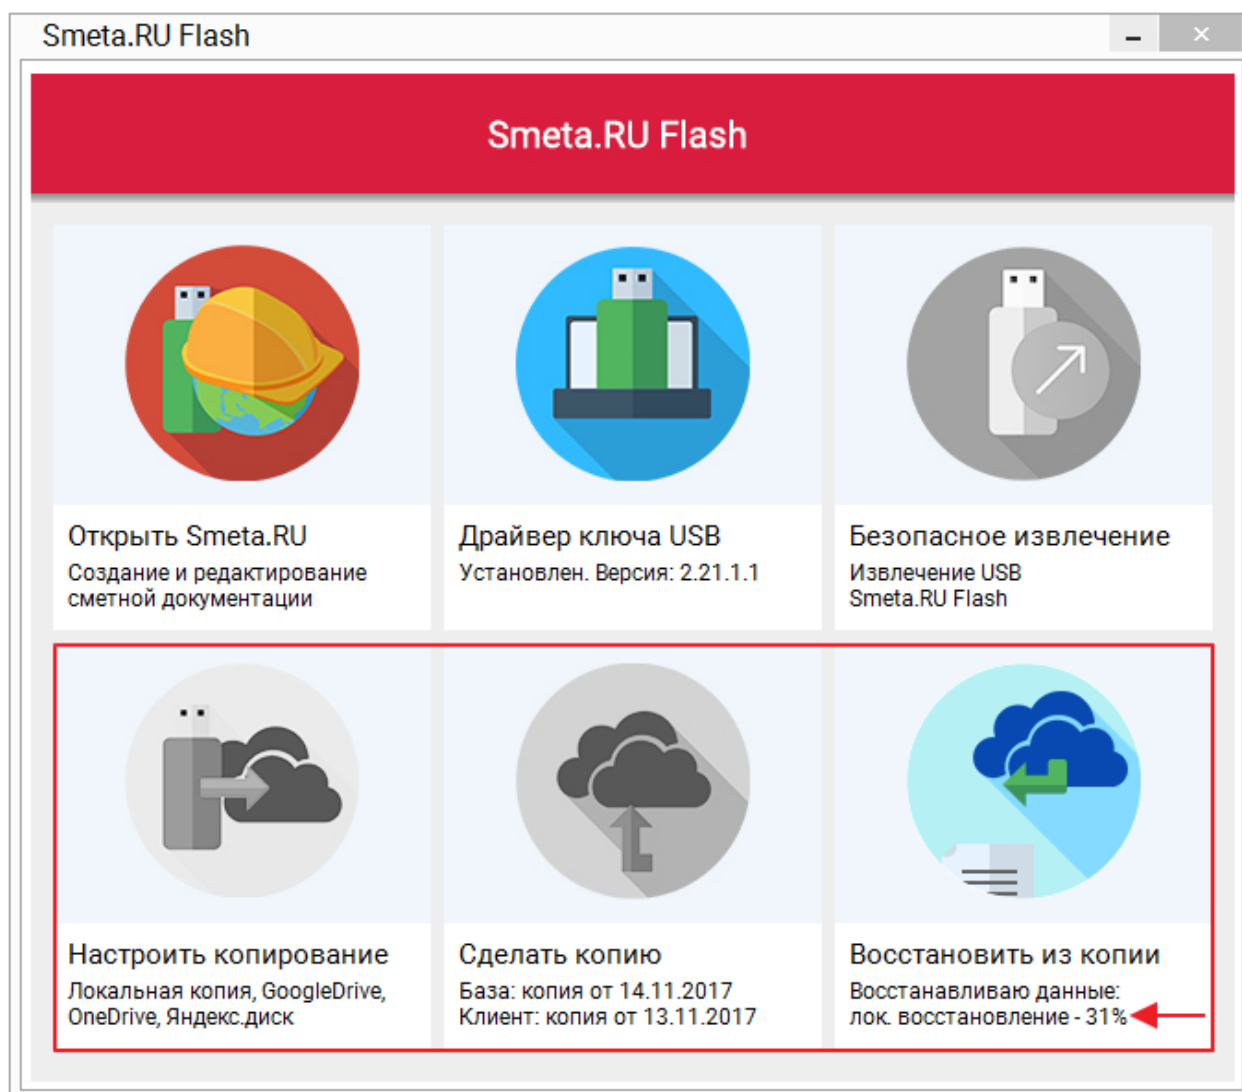 Smeta.RU Flash
Smeta.RU Flash
Открыть Smeta.RU
Создание и редактирование
сметной документации
Драйвер ключа USB
Установлен. Версия: 2.21.1.1
Безопасное извлечение
Извлечение USB
Smeta.RU Flash
Настроить копирование
Локальная копия, GoogleDrive,
OneDrive, Яндекс.диск
Сделать копию
База: копия от 14.11.2017
Клиент: копия от 13.11.2017
Восстановить из копии
Восстанавливаю данные:
лок. восстановление - 31%